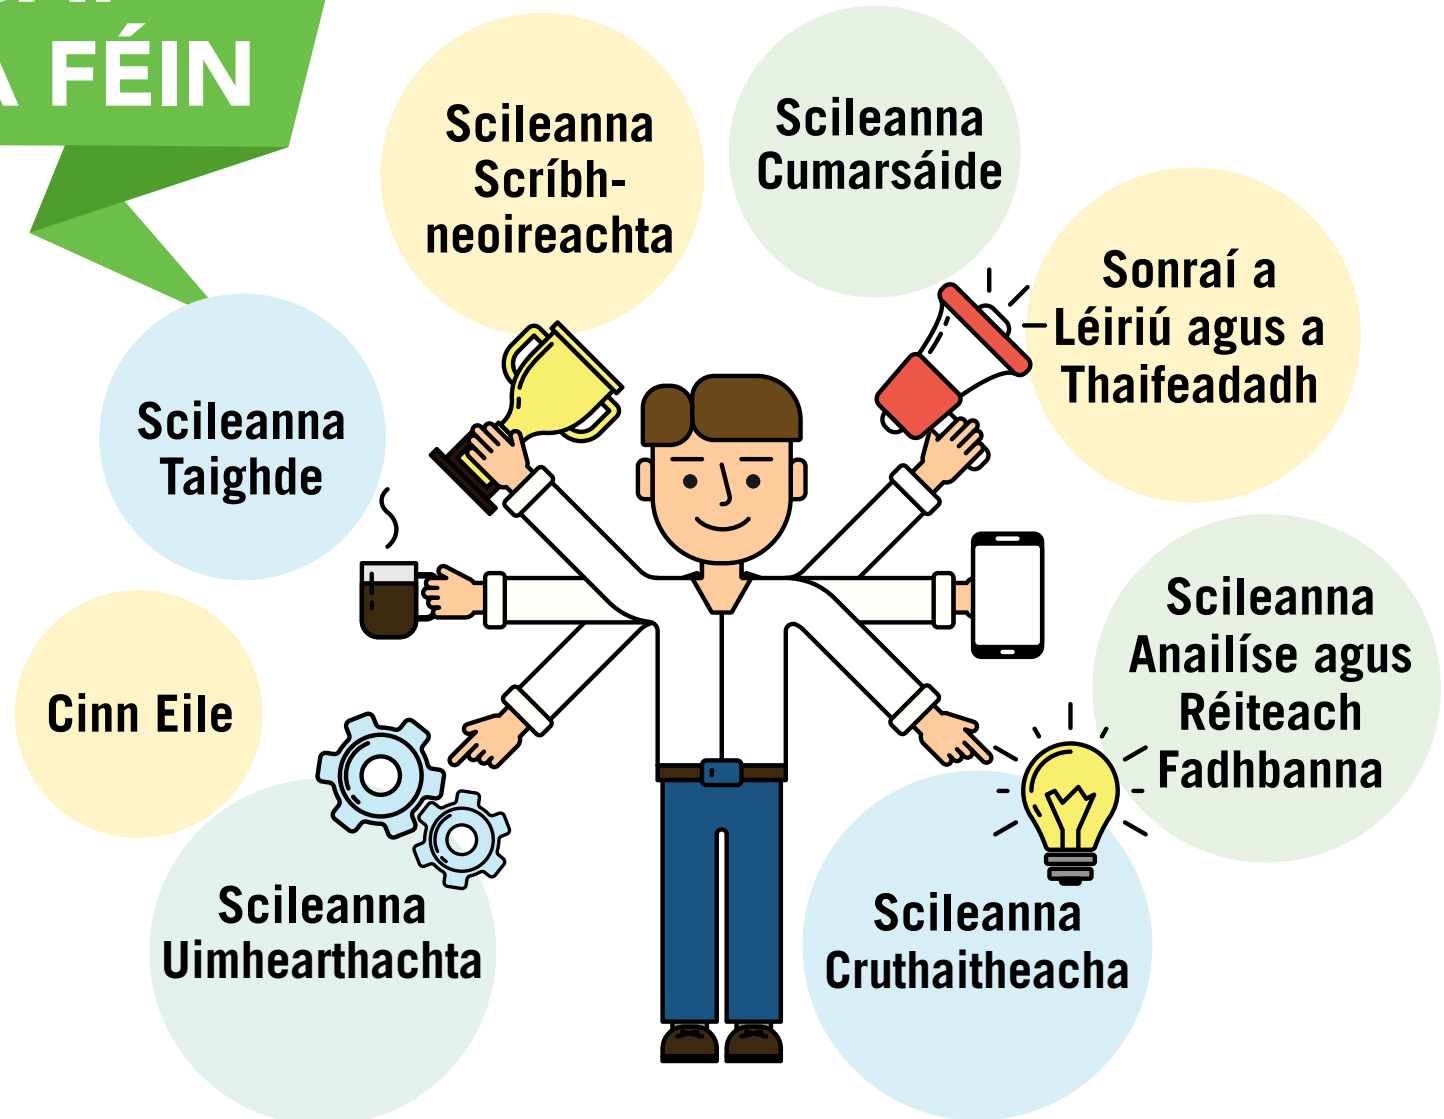 FÉIN
Scileanna
Scríbh-
neoireachta
Scileanna
Cumarsáide
Sonraí a
Léiriú agus a
Thaifeadadh
Scileanna
Taighde
Scileanna
Anailíse agus
Réiteach
Fadhbanna
Cinn Eile
Scileanna
Uimhearthachta
Scileanna
Cruthaitheacha